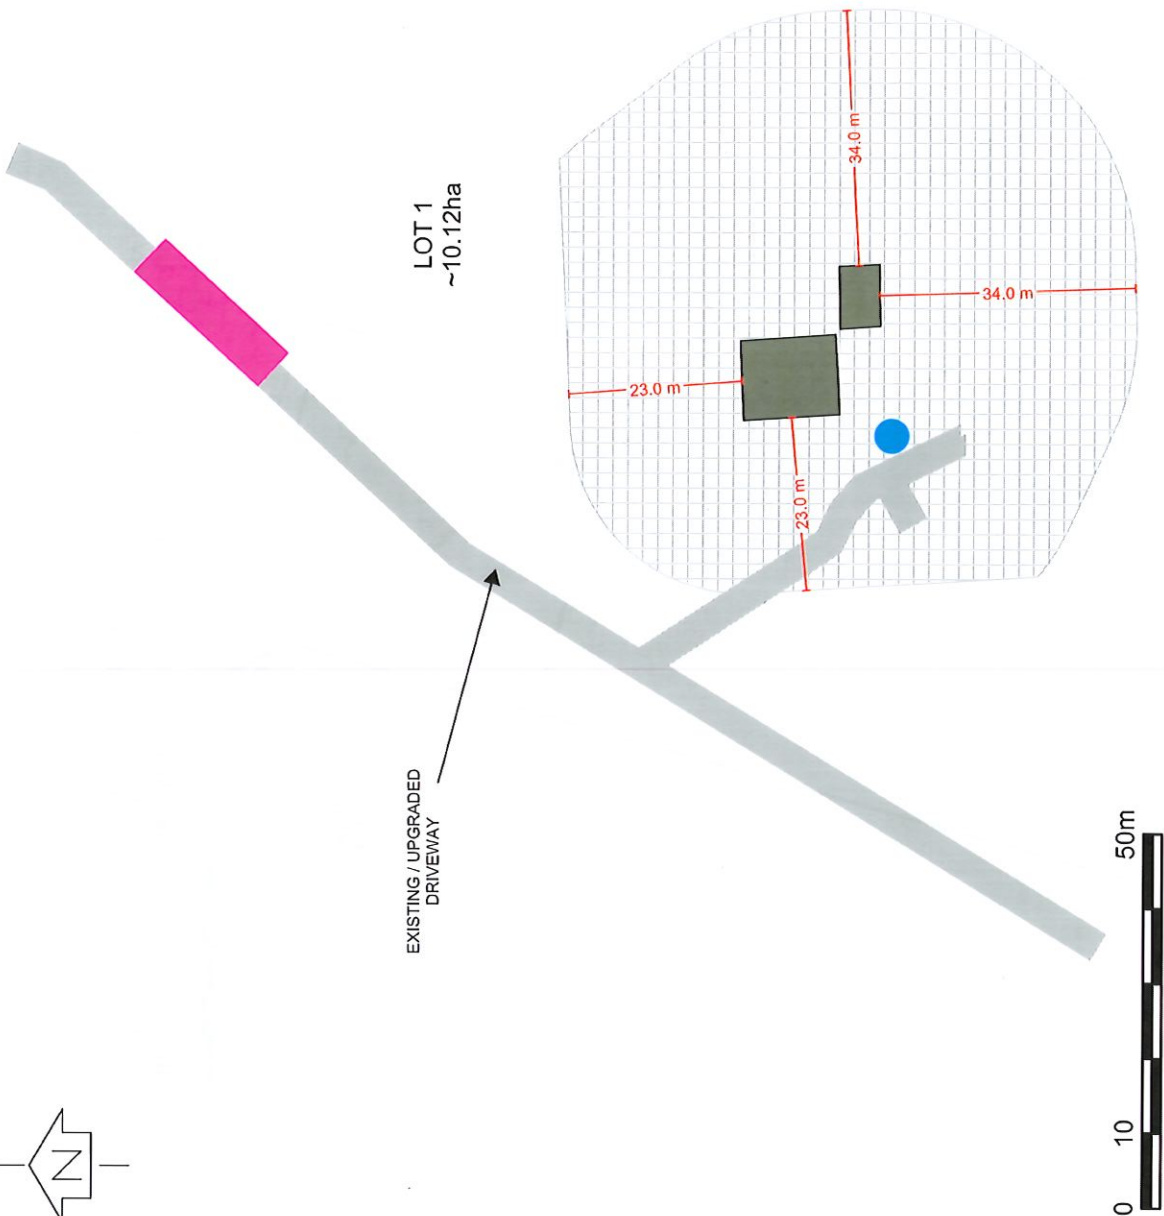 LOT 1
~10.12ha
34.0 m
34.0 m
23.0 m
23.0 m
EXISTING / UPGRADED
DRIVEWAY
N
0
10
50m